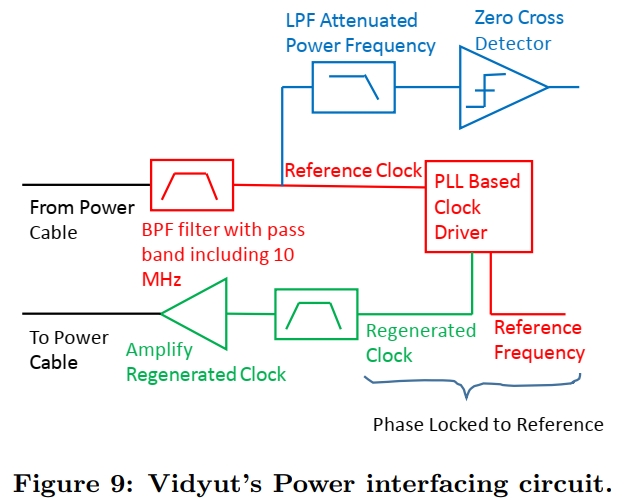 LPF Attenuated
Power Frequency
Zero Cross
Detector
Reference Clock
PLL Based
Clock
Driver
From Power
Cable
BPF filter with pass
band including 10
MHz
To Power
Cable
Amplify
Regenerated Clock
Regenerated
Clock
Reference
Frequency
Phase Locked to Reference
Figure 9: Vidyut's Power interfacing circuit.